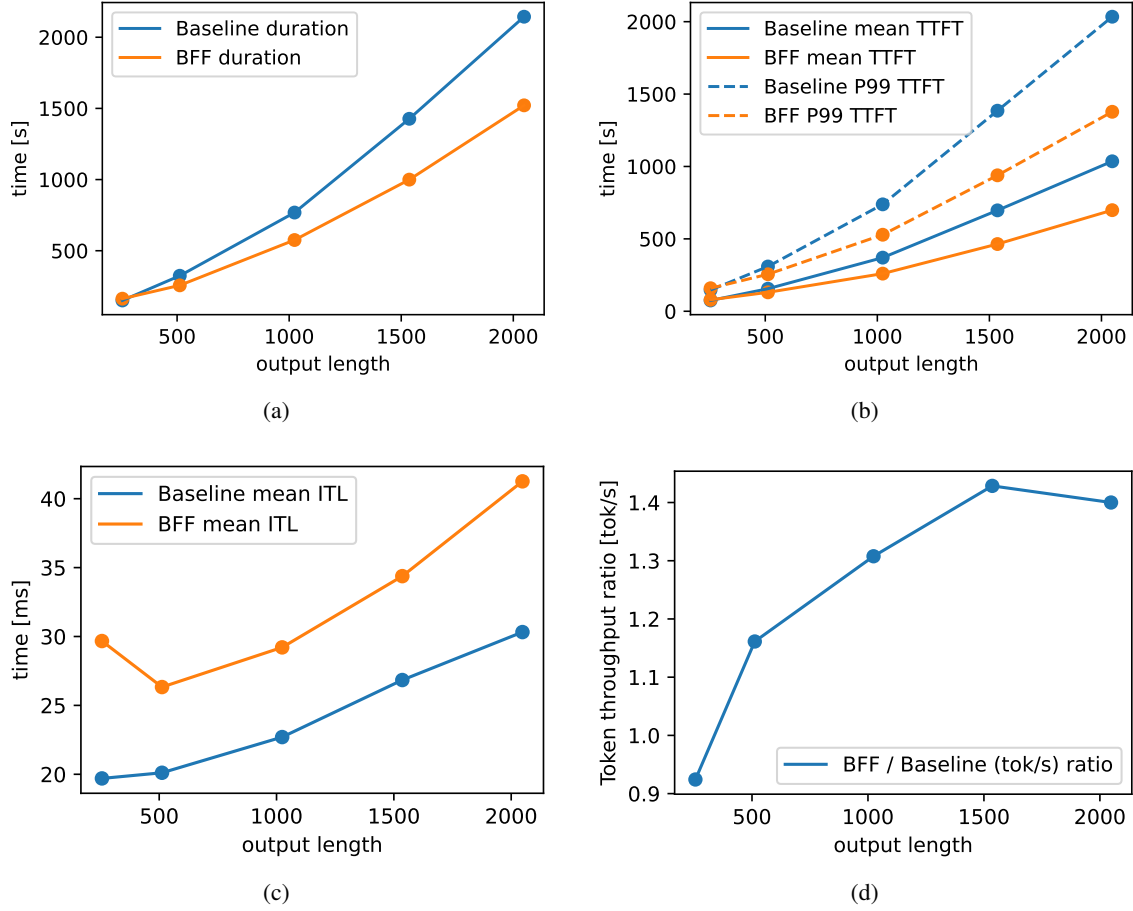 Baseline duration
BFF duration
time [s]
2000
1500
1000
500
500
1000
1500
2000
output length
(a)
Baseline mean TTFT
BFF mean TTFT
Baseline P99 TTFT
BFF P99 TTFT
time [s]
2000
1500
1000
500
0
500
1000
1500
2000
output length
(b)
Baseline mean ITL
BFF mean ITL
time [ms]
40
35
30
25
20
500
1000
1500
2000
output length
(c)
Token throughput ratio [tok/s]
1.4
1.3
1.2
1.1
1.0
0.9
BFF / Baseline (tok/s) ratio
500
1000
1500
2000
output length
(d)